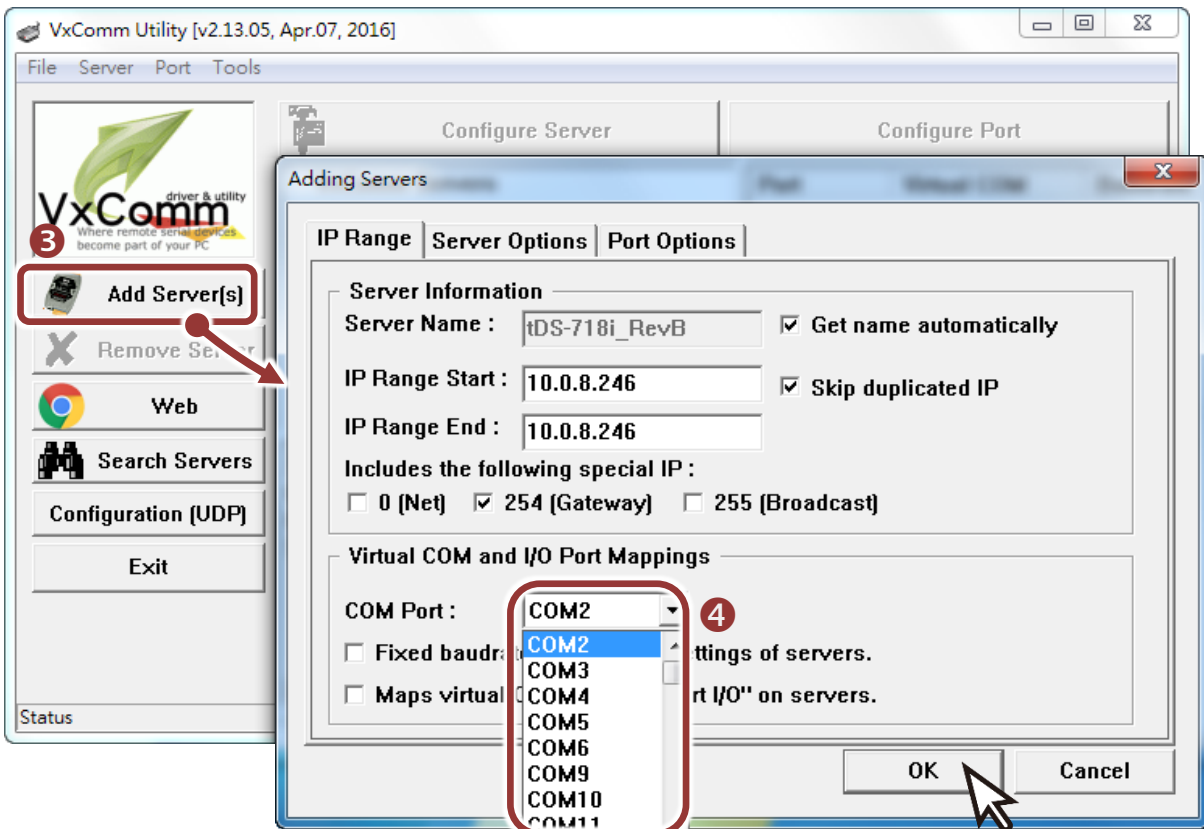 VxComm Utility [v2.13.05, Apr.07, 2016]
File Server Port Tools
Configure Server
Configure Port
driver & utility
VxComm
Where remote serial devices
become part of your PC
3
Add Server(s)
Remove Server
Web
Search Servers
Configuration (UDP)
Exit
Status
Adding Servers
IP Range
Server Options
Port Options
Server Information
Server Name :
tDS-718i_RevB
Get name automatically
IP Range Start :
10.0.8.246
Skip duplicated IP
IP Range End :
10.0.8.246
Includes the following special IP :
0 (Net)
254 (Gateway)
255 (Broadcast)
Virtual COM and I/O Port Mappings
COM Port :
COM2
4
Fixed
of servers.
Maps virtual
I/O" on servers.
COM2
COM3
COM4
COM5
COM6
COM9
COM10
COM11
OK
Cancel